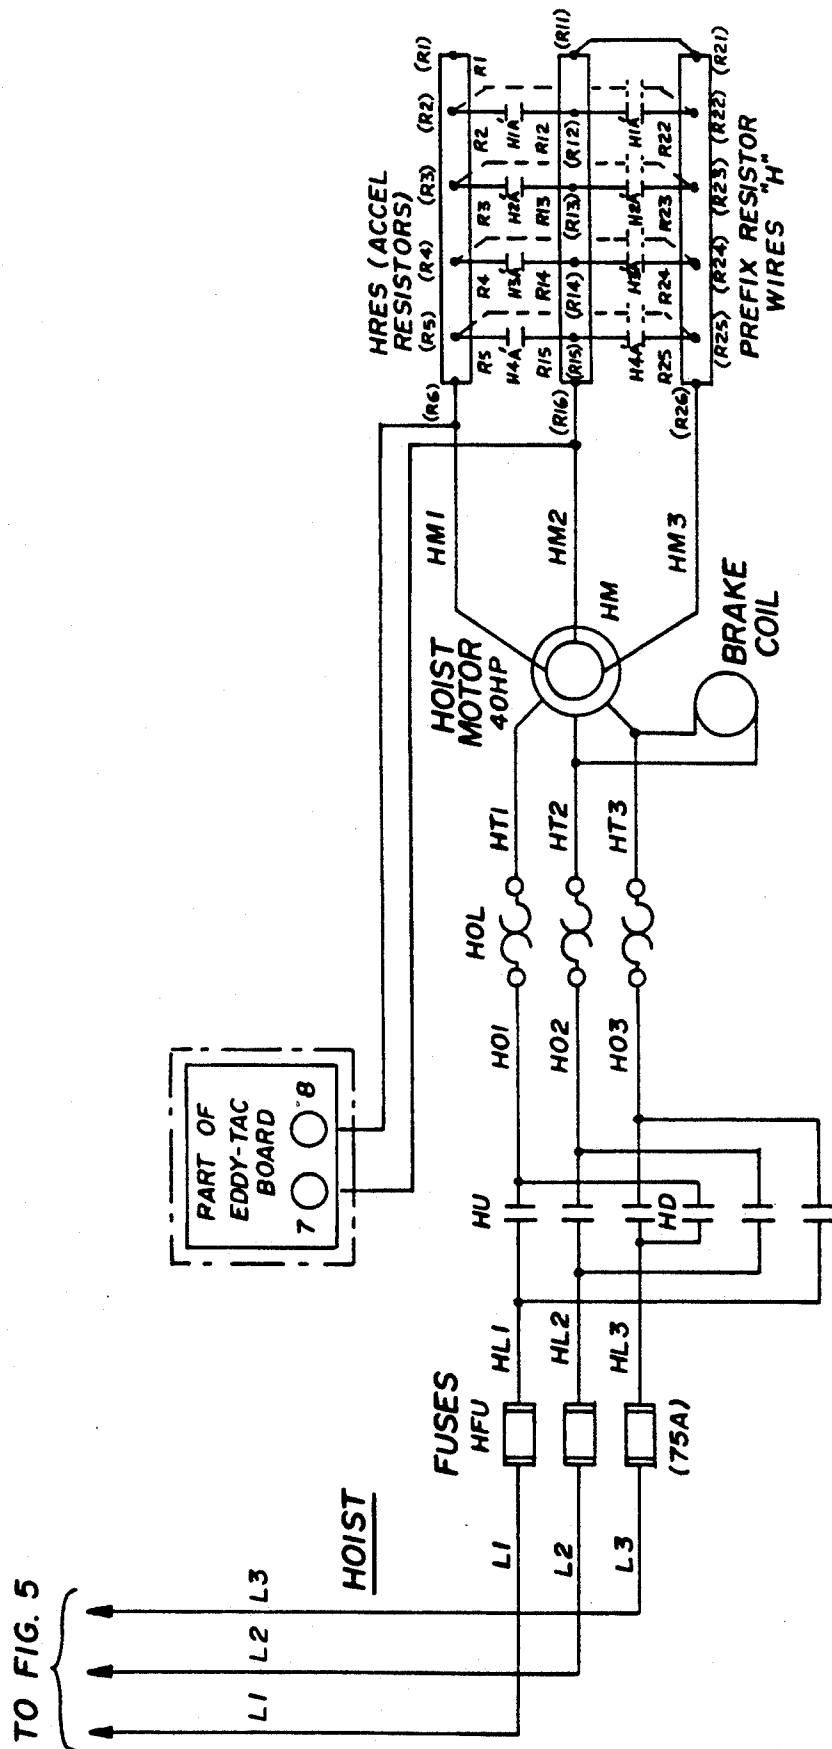 TO FIG. 5
L1 L2 L3
HOIST
FUSES
HFU
(75A)
L1
L2
L3
HL1
HL2
HL3
HU
HD
PART OF
EDDY-TAC
BOARD
7 8
HO1
HO2
HO3
HOL
HT1
HT2
HT3
HOIST
MOTOR
40HP
HM
BRAKE
COIL
HM1
HM2
HM3
HRES (ACCEL
RESISTORS)
(R6) (R5) (R4) (R3) (R2) (R1)
R5 R4 R3 R2 R1
H4A H3A H2A H1A
R15 R14 R13 R12
(R16) (R15) (R14) (R13) (R12) (R11)
H4A H3A H2A H1A
R25 R24 R23 R22
(R26) (R25) (R24) (R23) (R22) (R21)
PREFIX RESISTOR
WIRES "H"